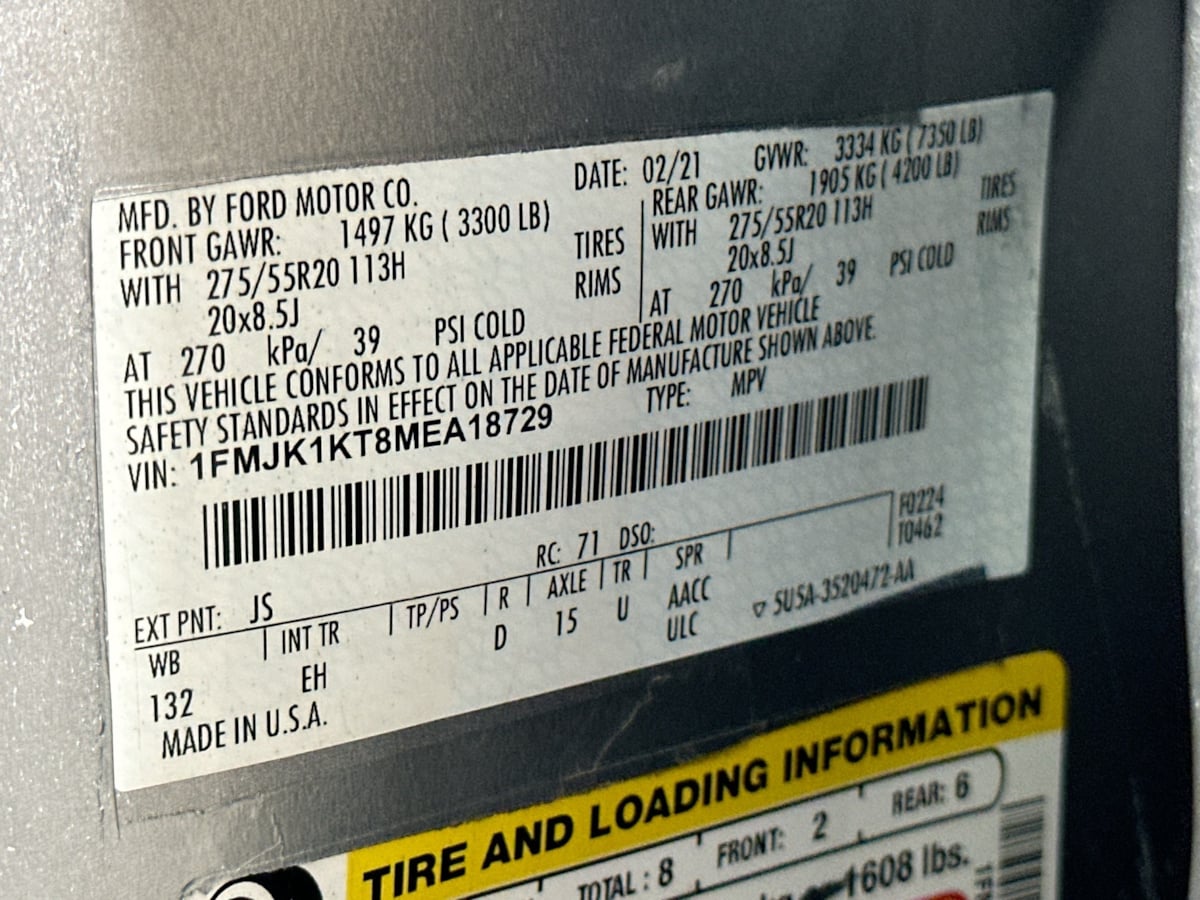 MFD. BY FORD MOTOR CO.
DATE: 02/21 GVWR: 3334 KG ( 7350 LB)
FRONT GAWR: 1497 KG ( 3300 LB)
REAR GAWR: 1905 KG ( 4200 LB)
WITH 275/55R20 113H TIRES
WITH 275/55R20 113H TIRES
20x8.5J RIMS
20x8.5J RIMS
AT 270 kPa/ 39 PSI COLD
AT 270 kPa/ 39 PSI COLD
THIS VEHICLE CONFORMS TO ALL APPLICABLE FEDERAL MOTOR VEHICLE
SAFETY STANDARDS IN EFFECT ON THE DATE OF MANUFACTURE SHOWN ABOVE.
VIN: 1FMJK1KT8MEA18729
TYPE: MPV
F0224
T0462
RC: 71 DSO:
EXT PNT: JS
WB INT TR TP/PS R AXLE TR SPR
132 EH D 15 U AACC
ULC
▽ 5U5A-3520472-AA
MADE IN U.S.A.
TIRE AND LOADING INFORMATION
TOTAL : 8 FRONT: 2 REAR: 6
1608 lbs.